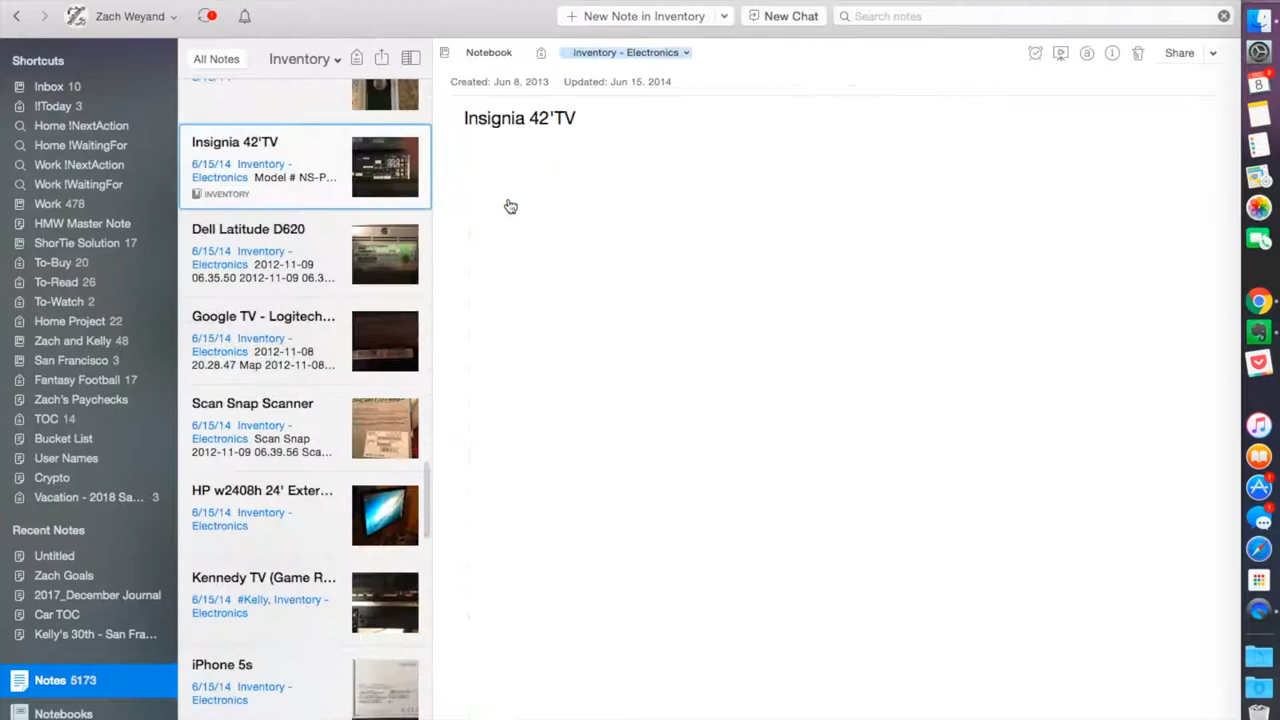 Zach Weyand
New Note in Inventory
New Chat
Search notes
Shortcuts
Inbox 10
!!Today 3
Home !NextAction
Home !WaitingFor
Work !NextAction
Work !WaitingFor
Work 478
HMW Master Note
ShorTie Solution 17
To-Buy 20
To-Read 26
To-Watch 2
Home Project 22
Zach and Kelly 48
San Francisco 3
Fantasy Football 17
Zach's Paychecks
TOC 14
Bucket List
User Names
Crypto
Vacation - 2018 Sa... 3
Recent Notes
Untitled
Zach Goals
2017_December Journal
Car TOC
Kelly's 30th - San Fra...
Notes 5173
Notebooks
All Notes
Inventory
Insignia 42'TV
6/15/14 Inventory -
Electronics Model # NS-P...
INVENTORY
Dell Latitude D620
6/15/14 Inventory -
Electronics 2012-11-09
06.35.50 2012-11-09 06.3...
Google TV - Logitech...
6/15/14 Inventory -
Electronics 2012-11-08
20.28.47 Map 2012-11-08...
Scan Snap Scanner
6/15/14 Inventory -
Electronics Scan Snap
2012-11-09 06.39.56 Sca...
HP w2408h 24' Exter...
6/15/14 Inventory -
Electronics
Kennedy TV (Game R...
6/15/14 #Kelly, Inventory -
Electronics
iPhone 5s
6/15/14 Inventory -
Electronics
Notebook
Inventory - Electronics
Share
Created: Jun 8, 2013 Updated: Jun 15. 2014
Insignia 42'TV
8